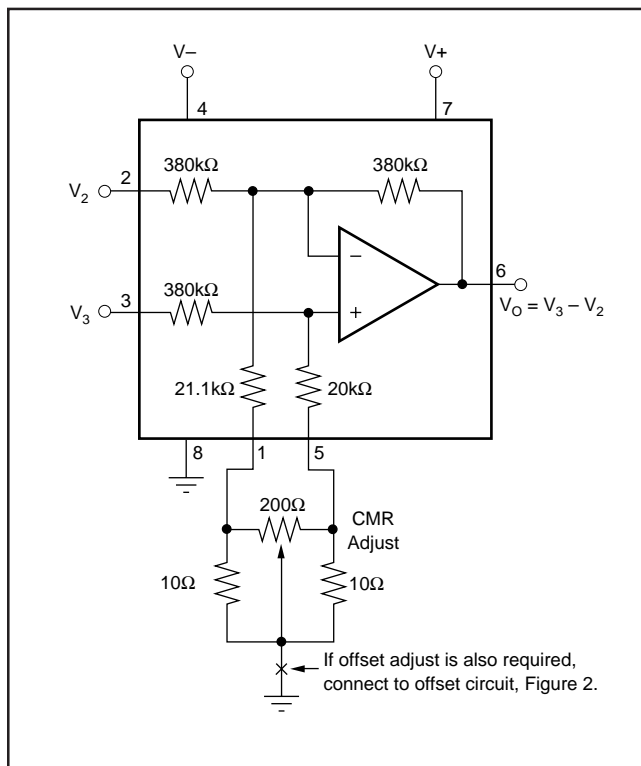 V–
V+
4
7
380kΩ
380kΩ
V2
2
–
6
V3
3
380kΩ
+
VO = V3 – V2
21.1kΩ
20kΩ
8
1
5
200Ω
CMR
Adjust
10Ω
10Ω
If offset adjust is also required,
connect to offset circuit, Figure 2.